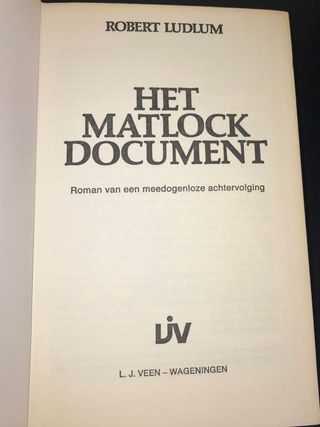 ROBERT LUDLUM
HET
MATLOCK
DOCUMENT
Roman van een meedogenloze achtervolging
L. J. VEEN – WAGENINGEN